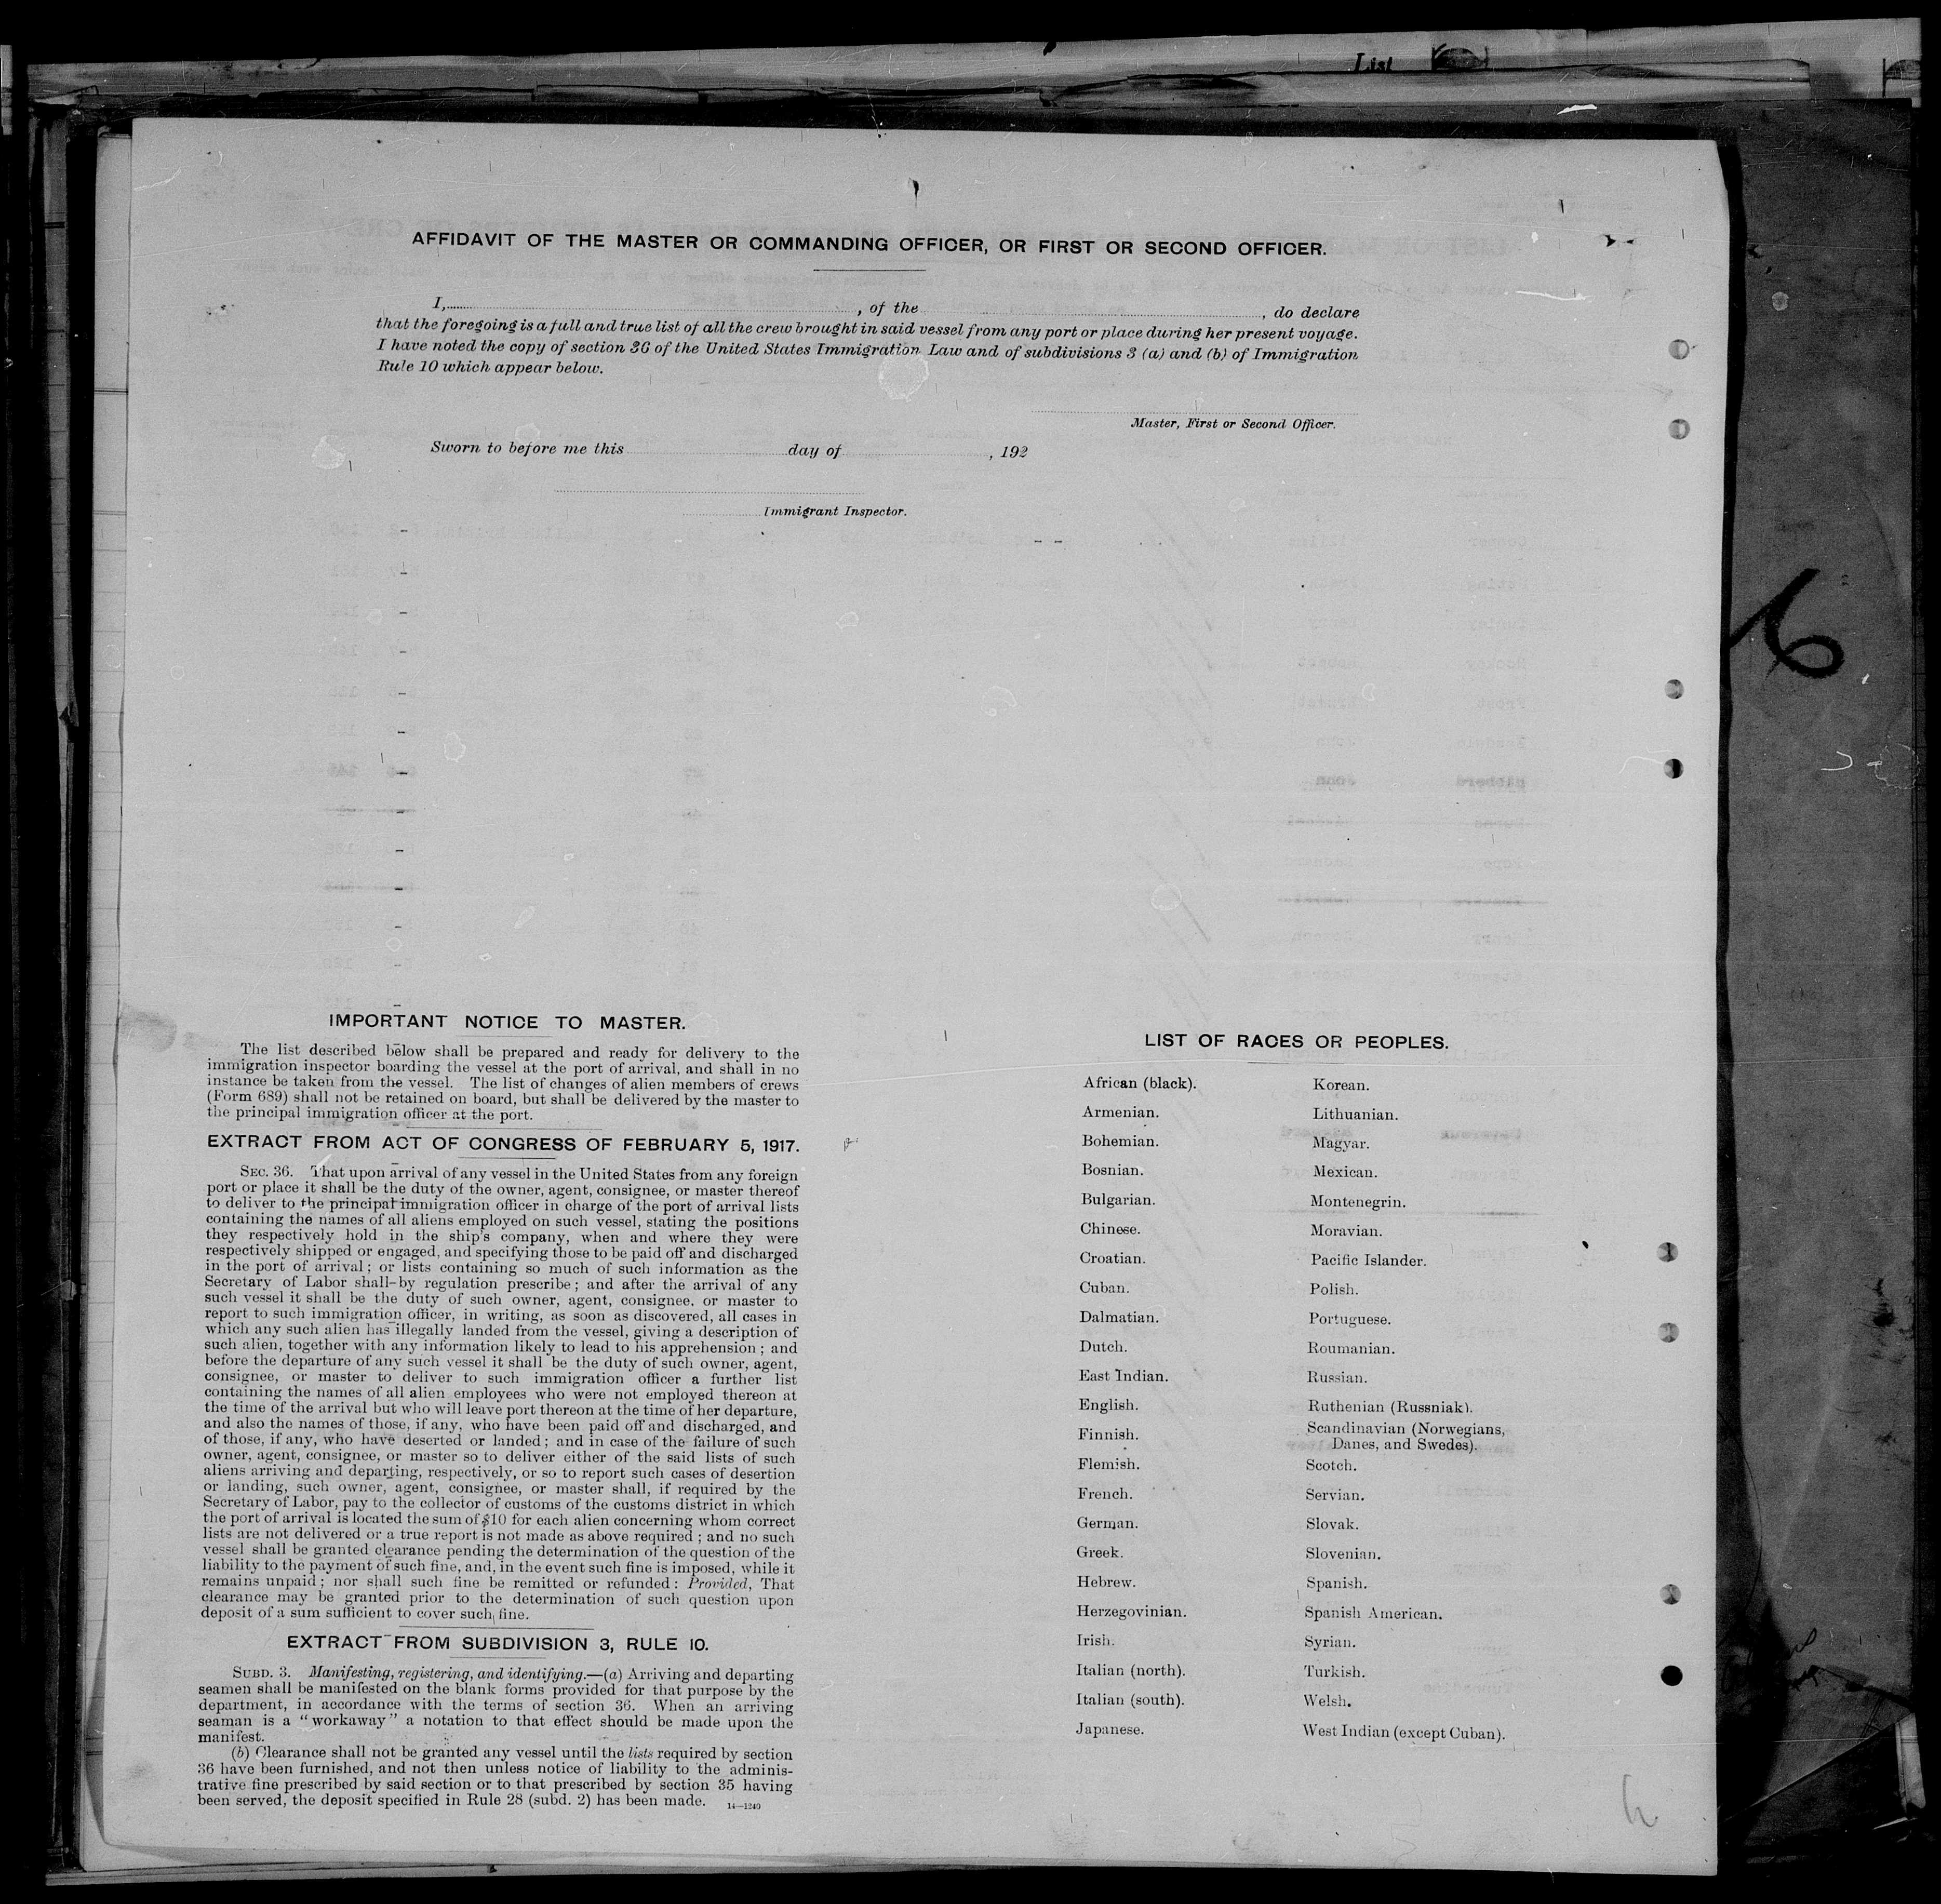 List
AFFIDAVIT OF THE MASTER OR COMMANDING OFFICER, OR FIRST OR SECOND OFFICER.
I, , of the , do declare
that the foregoing is a full and true list of all the crew brought in said vessel from any port or place during her present voyage.
I have noted the copy of section 36 of the United States Immigration Law and of subdivisions 3 (a) and (b) of Immigration
Rule 10 which appear below.
Master, First or Second Officer.
Sworn to before me this day of , 192
Immigrant Inspector.
6
IMPORTANT NOTICE TO MASTER.
The list described below shall be prepared and ready for delivery to the
immigration inspector boarding the vessel at the port of arrival, and shall in no
instance be taken from the vessel. The list of changes of alien members of crews
(Form 689) shall not be retained on board, but shall be delivered by the master to
the principal immigration officer at the port.
EXTRACT FROM ACT OF CONGRESS OF FEBRUARY 5, 1917.
SEC. 36. That upon arrival of any vessel in the United States from any foreign
port or place it shall be the duty of the owner, agent, consignee, or master thereof
to deliver to the principal immigration officer in charge of the port of arrival lists
containing the names of all aliens employed on such vessel, stating the positions
they respectively hold in the ship's company, when and where they were
respectively shipped or engaged, and specifying those to be paid off and discharged
in the port of arrival; or lists containing so much of such information as the
Secretary of Labor shall by regulation prescribe; and after the arrival of any
such vessel it shall be the duty of such owner, agent, consignee, or master to
report to such immigration officer, in writing, as soon as discovered, all cases in
which any such alien has illegally landed from the vessel, giving a description of
such alien, together with any information likely to lead to his apprehension; and
before the departure of any such vessel it shall be the duty of such owner, agent,
consignee, or master to deliver to such immigration officer a further list
containing the names of all alien employees who were not employed thereon at
the time of the arrival but who will leave port thereon at the time of her departure,
and also the names of those, if any, who have been paid off and discharged, and
of those, if any, who have deserted or landed; and in case of the failure of such
owner, agent, consignee, or master so to deliver either of the said lists of such
aliens arriving and departing, respectively, or so to report such cases of desertion
or landing, such owner, agent, consignee, or master shall, if required by the
Secretary of Labor, pay to the collector of customs of the customs district in which
the port of arrival is located the sum of $10 for each alien concerning whom correct
lists are not delivered or a true report is not made as above required; and no such
vessel shall be granted clearance pending the determination of the question of the
liability to the payment of such fine, and, in the event such fine is imposed, while it
remains unpaid; nor shall such fine be remitted or refunded: Provided, That
clearance may be granted prior to the determination of such question upon
deposit of a sum sufficient to cover such fine.
EXTRACT FROM SUBDIVISION 3, RULE 10.
SUBD. 3. Manifesting, registering, and identifying.—(a) Arriving and departing
seamen shall be manifested on the blank forms provided for that purpose by the
department, in accordance with the terms of section 36. When an arriving
seaman is a "workaway" a notation to that effect should be made upon the
manifest.
(b) Clearance shall not be granted any vessel until the lists required by section
36 have been furnished, and not then unless notice of liability to the adminis-
trative fine prescribed by said section or to that prescribed by section 35 having
been served, the deposit specified in Rule 28 (subd. 2) has been made. 14—1240
LIST OF RACES OR PEOPLES.
African (black).
Armenian.
Bohemian.
Bosnian.
Bulgarian.
Chinese.
Croatian.
Cuban.
Dalmatian.
Dutch.
East Indian.
English.
Finnish.
Flemish.
French.
German.
Greek.
Hebrew.
Herzegovinian.
Irish.
Italian (north).
Italian (south).
Japanese.
Korean.
Lithuanian.
Magyar.
Mexican.
Montenegrin.
Moravian.
Pacific Islander.
Polish.
Portuguese.
Roumanian.
Russian.
Ruthenian (Russniak).
Scandinavian (Norwegians,
Danes, and Swedes).
Scotch.
Servian.
Slovak.
Slovenian.
Spanish.
Spanish American.
Syrian.
Turkish.
Welsh.
West Indian (except Cuban).